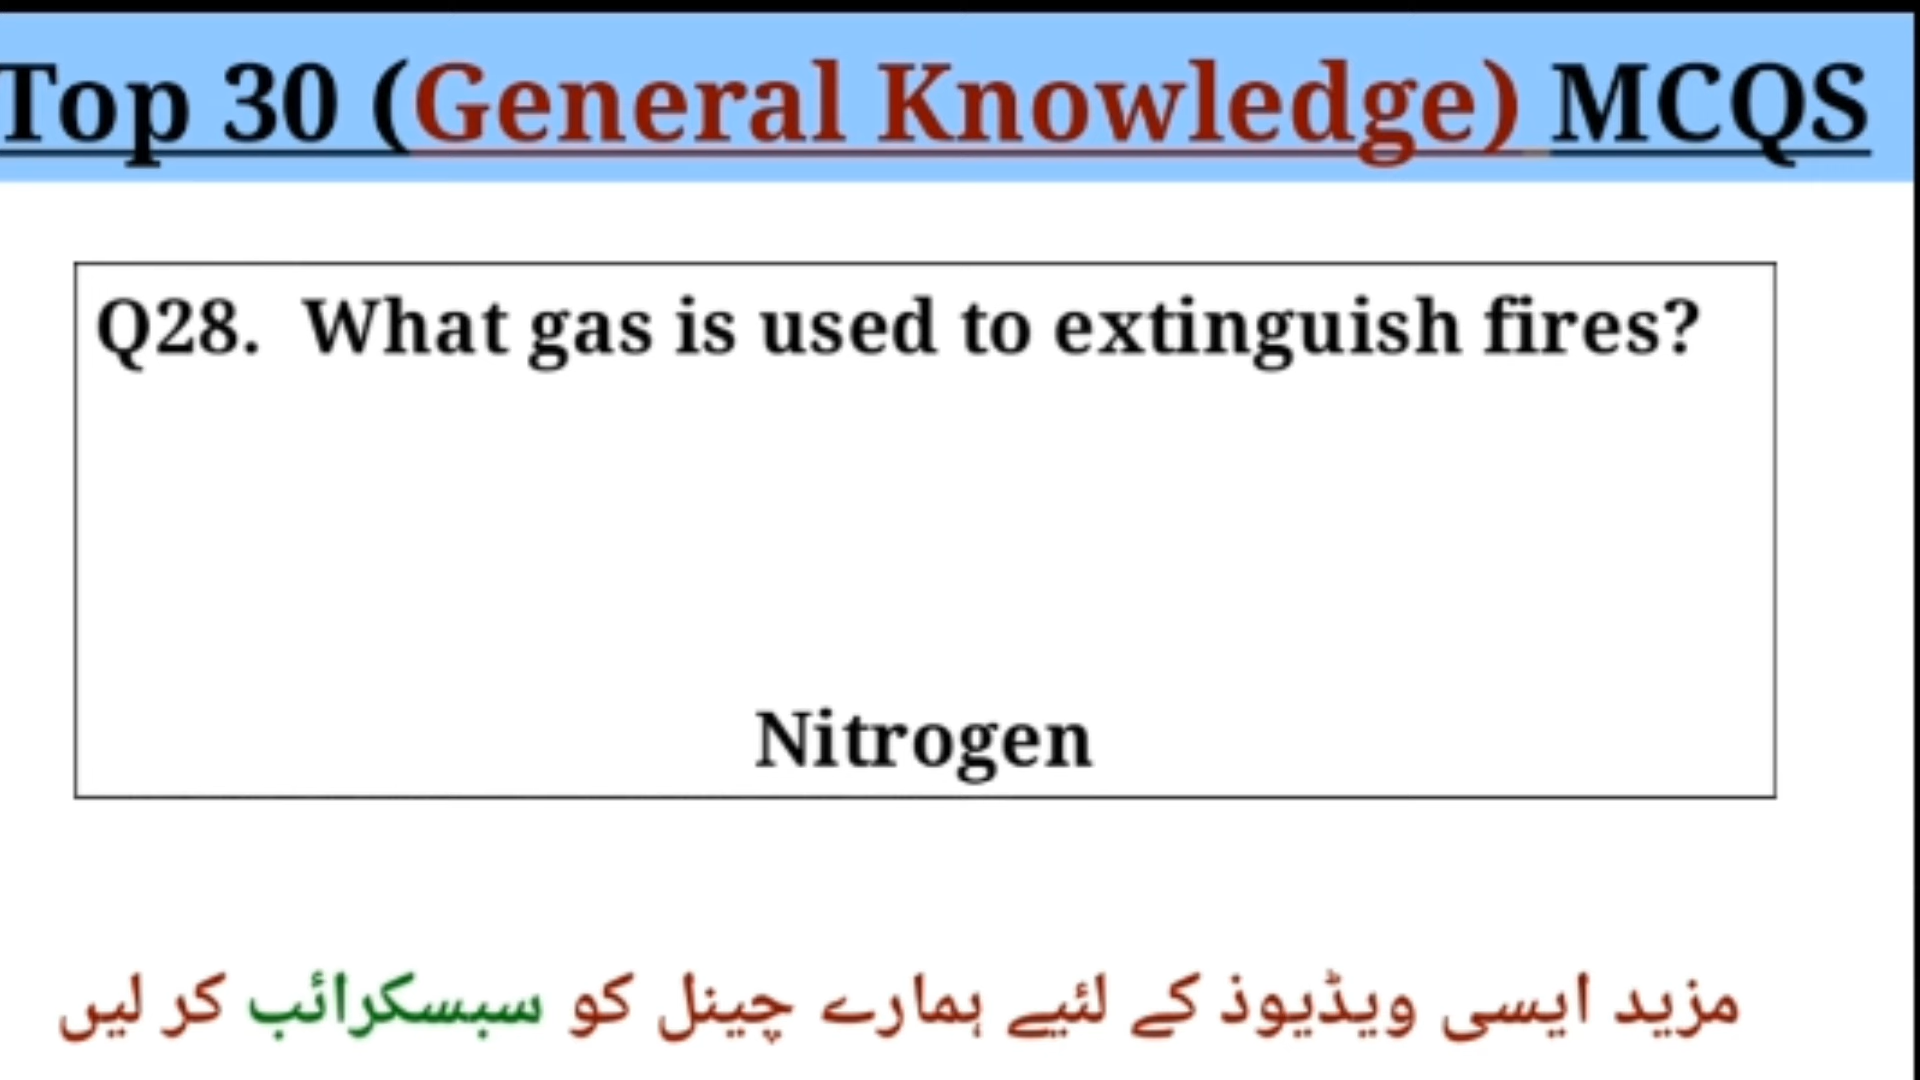 Top 30 (General Knowledge) MCQS
Q28. What gas is used to extinguish fires?
Nitrogen
مزید ایسی ویڈیوذ کے لئیے ہمارے چینل کو سبسکرائب کر لیں